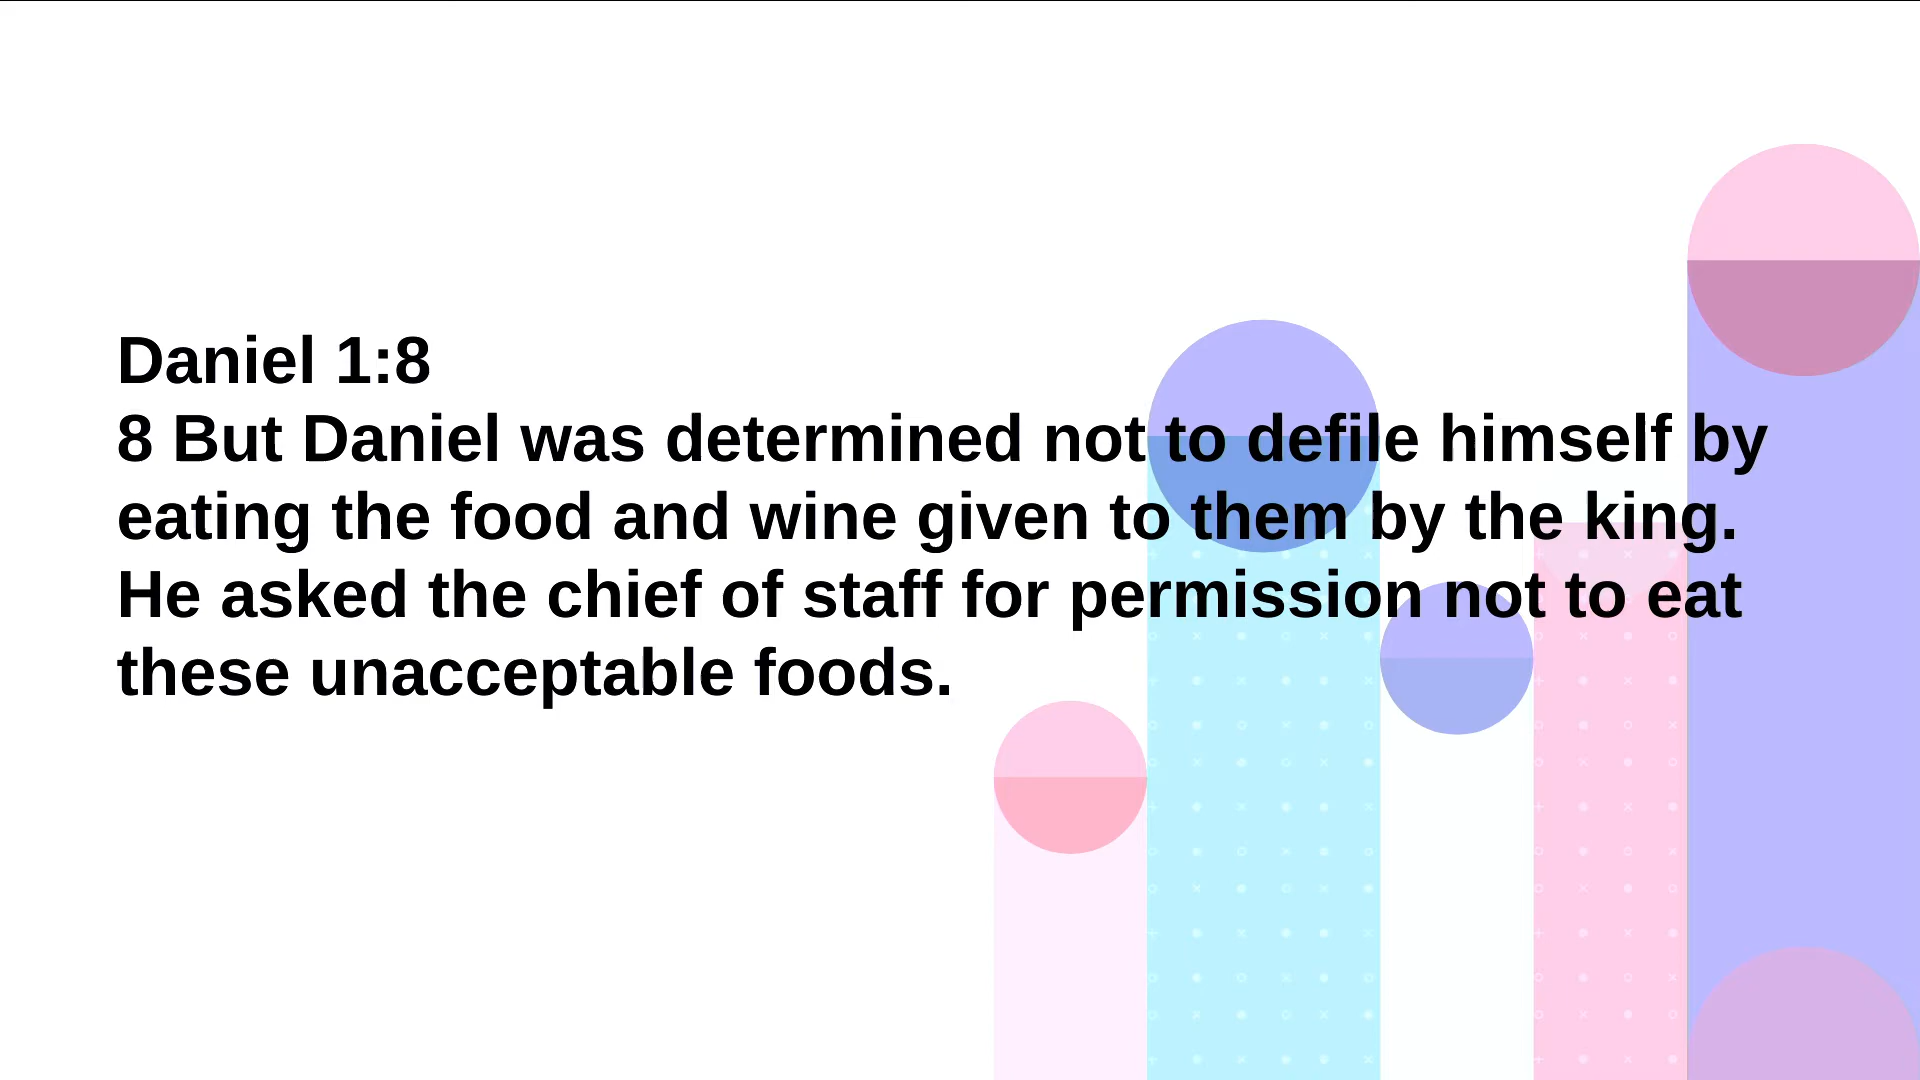 Daniel 1:8
8 But Daniel was determined not to defile himself by
eating the food and wine given to them by the king.
He asked the chief of staff for permission not to eat
these unacceptable foods.